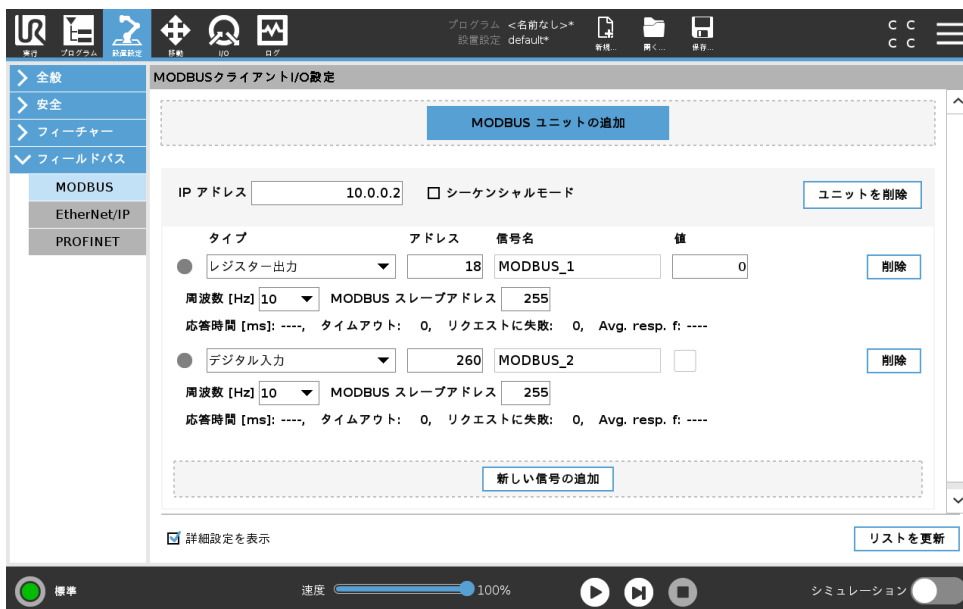 プログラム <名前なし>*
設置設定 default*
実行 プログラム 設置設定 移動 I/O ログ 新規... 開く... 保存...
C C
C C
全般
安全
フィーチャー
フィールドバス
MODBUS
EtherNet/IP
PROFINET
MODBUSクライアントI/O設定
MODBUS ユニットの追加
IP アドレス 10.0.0.2 シーケンシャルモード ユニットを削除
タイプ アドレス 信号名 値
レジスター出力 18 MODBUS_1 0 削除
周波数 [Hz] 10 MODBUS スレーブアドレス 255
応答時間 [ms]: ----, タイムアウト: 0, リクエストに失敗: 0, Avg. resp. f: ----
デジタル入力 260 MODBUS_2 削除
周波数 [Hz] 10 MODBUS スレーブアドレス 255
応答時間 [ms]: ----, タイムアウト: 0, リクエストに失敗: 0, Avg. resp. f: ----
新しい信号の追加
詳細設定を表示 リストを更新
標準 速度 100% シミュレーション